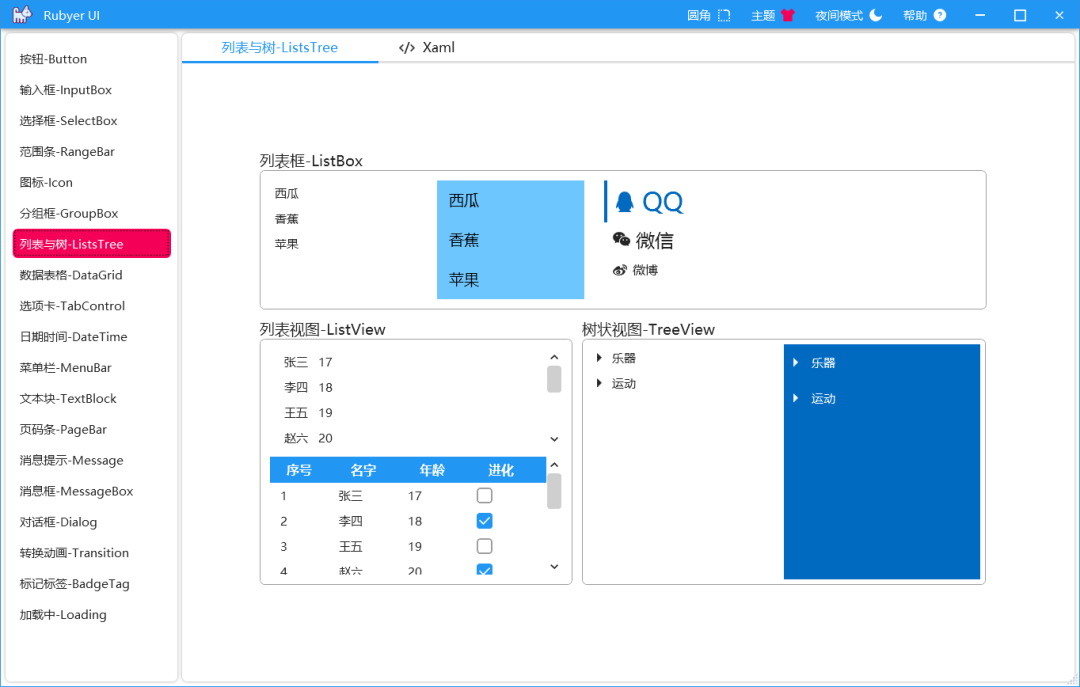 Rubyer UI
圆角
主题
夜间模式
帮助
按钮-Button
输入框-InputBox
选择框-SelectBox
范围条-RangeBar
图标-Icon
分组框-GroupBox
列表与树-ListsTree
数据表格-DataGrid
选项卡-TabControl
日期时间-DateTime
菜单栏-MenuBar
文本块-TextBlock
页码条-PageBar
消息提示-Message
消息框-MessageBox
对话框-Dialog
转换动画-Transition
标记标签-BadgeTag
加载中-Loading
列表与树-ListsTree
</> Xaml
列表框-ListBox
西瓜
香蕉
苹果
西瓜
香蕉
苹果
QQ
微信
微博
列表视图-ListView
张三 17
李四 18
王五 19
赵六 20
序号 名字 年龄 进化
1 张三 17
2 李四 18
3 王五 19
4 赵六 20
树状视图-TreeView
乐器
运动
乐器
运动